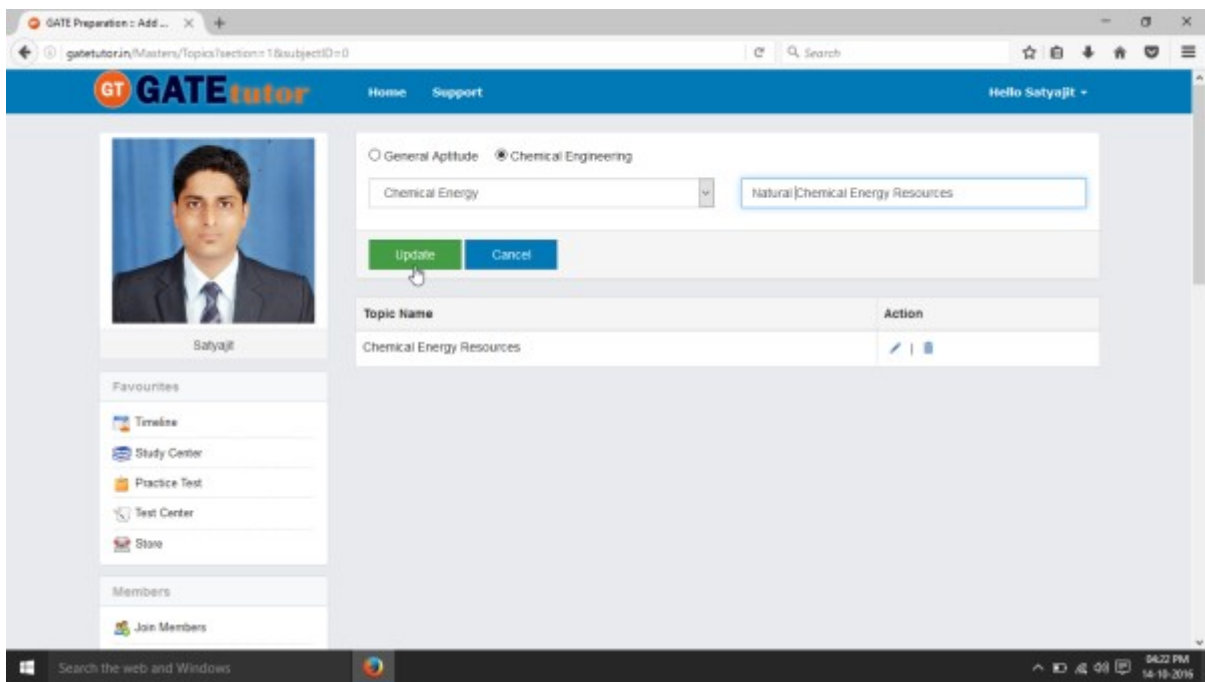 GATE Preparation :: Add ...
gatetutor.in/Masters/Topics?section=1&subjectID=0
Search
GT GATEtutor
Home Support
Hello Satyajit
General Aptitude Chemical Engineering
Chemical Energy
Natural Chemical Energy Resources
Update Cancel
Topic Name Action
Chemical Energy Resources |
Satyajit
Favourites
Timeline
Study Center
Practice Test
Test Center
Store
Members
Join Members
Search the web and Windows
04:22 PM
14-10-2016